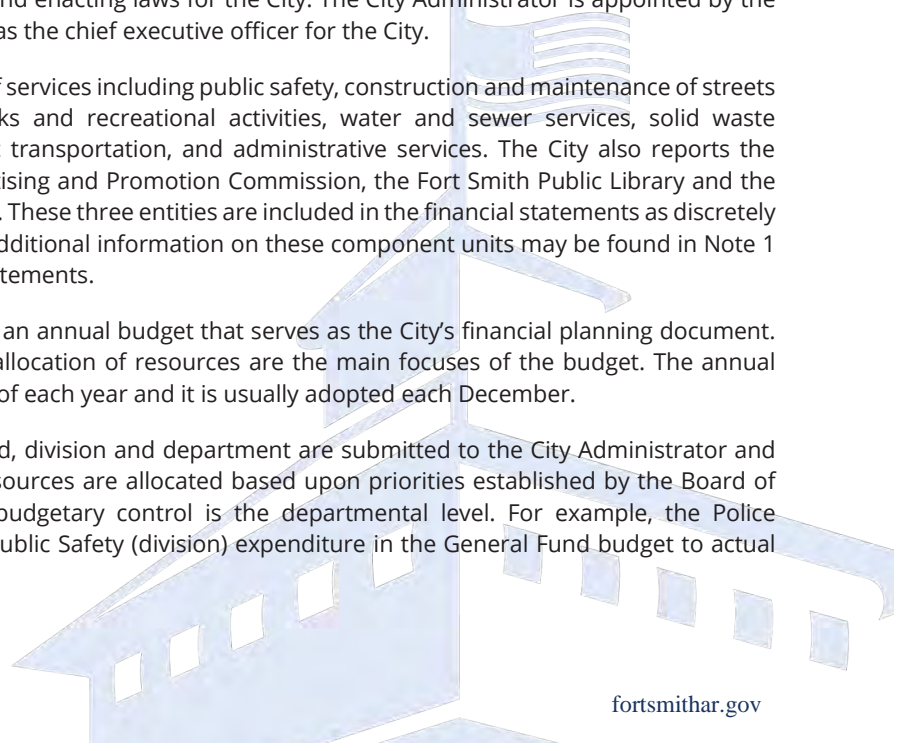 nd enacting laws for the City. The City Administrator is appointed by the
as the chief executive officer for the City.
f services including public safety, construction and maintenance of streets
ks and recreational activities, water and sewer services, solid waste
t transportation, and administrative services. The City also reports the
tising and Promotion Commission, the Fort Smith Public Library and the
. These three entities are included in the financial statements as discretely
dditional information on these component units may be found in Note 1
tements.
an annual budget that serves as the City’s financial planning document.
allocation of resources are the main focuses of the budget. The annual
of each year and it is usually adopted each December.
d, division and department are submitted to the City Administrator and
sources are allocated based upon priorities established by the Board of
budgetary control is the departmental level. For example, the Police
ublic Safety (division) expenditure in the General Fund budget to actual
fortsmithar.gov